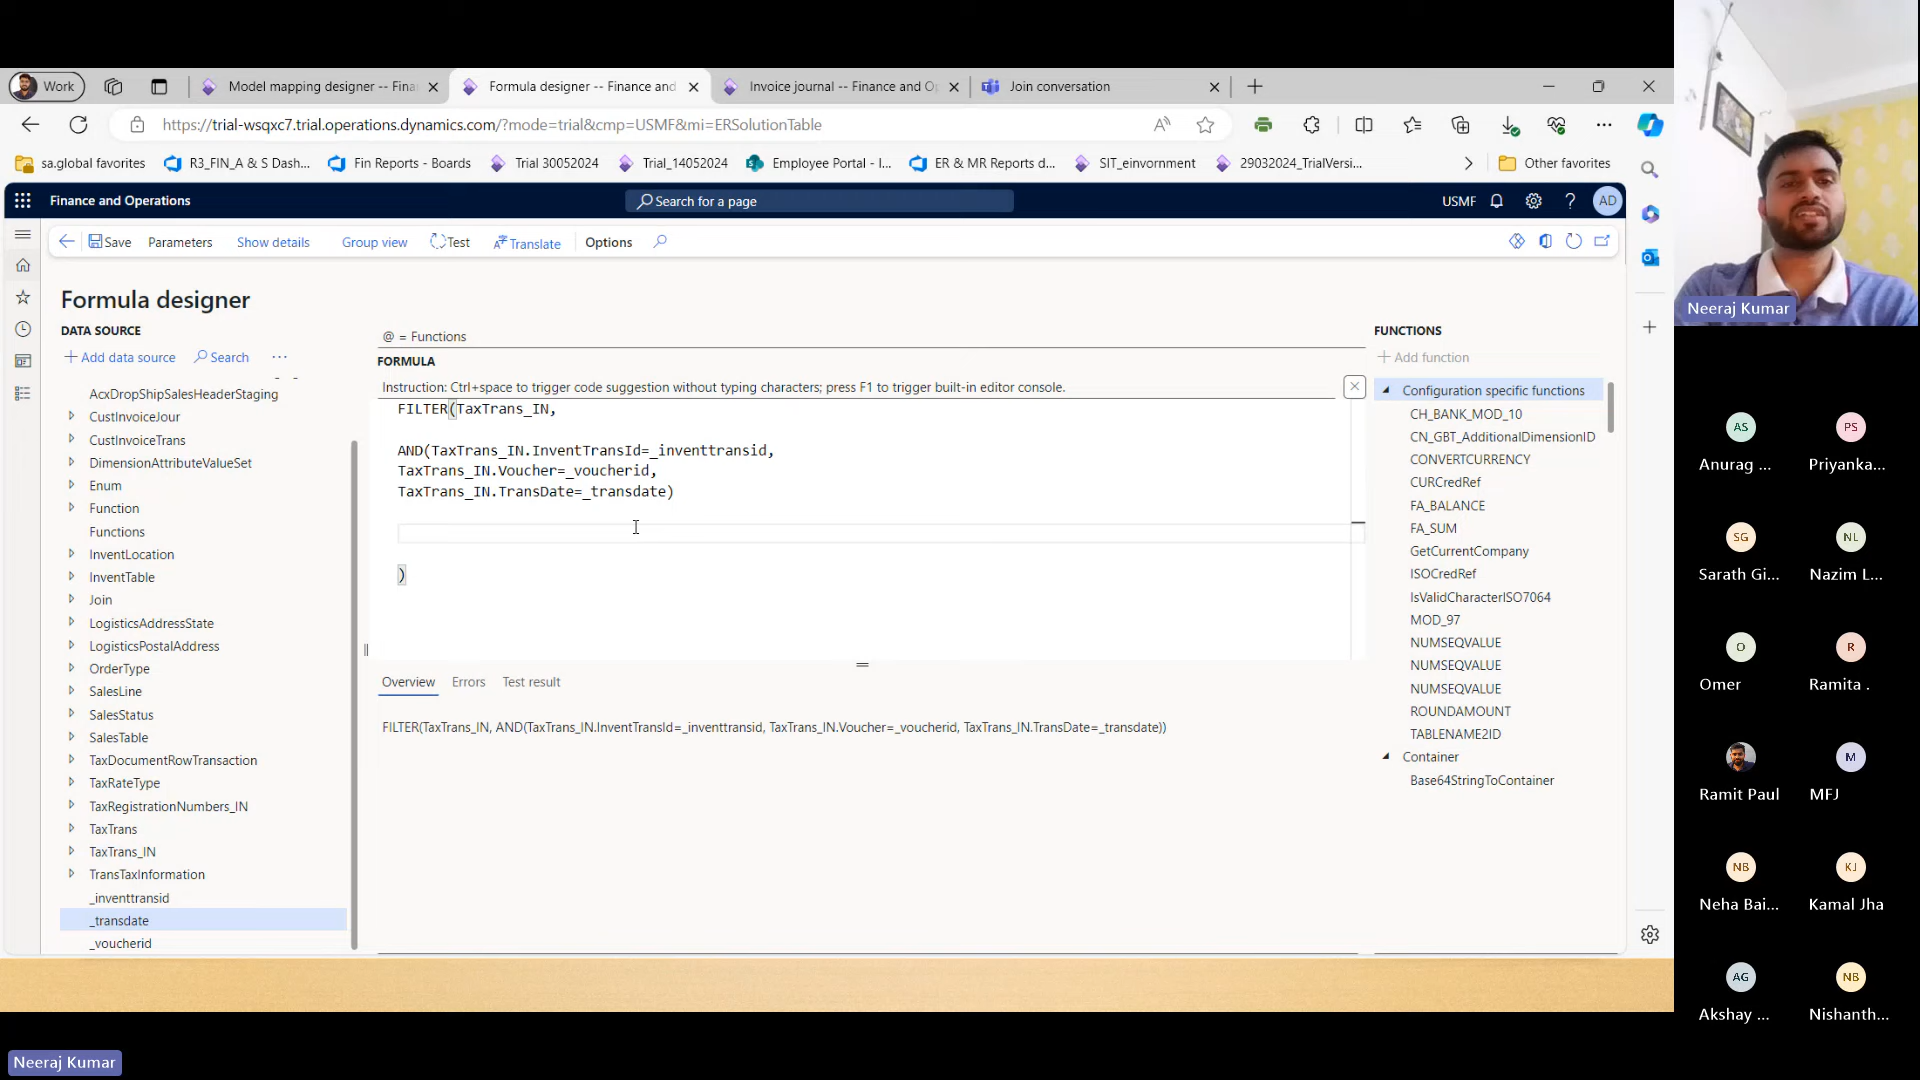 Work
Model mapping designer -- Fina
Formula designer -- Finance and
Invoice journal -- Finance and O
Join conversation
https://trial-wsqxc7.trial.operations.dynamics.com/?mode=trial&cmp=USMF&mi=ERSolutionTable
sa.global favorites
R3_FIN_A & S Dash...
Fin Reports - Boards
Trial 30052024
Trial_14052024
Employee Portal - I...
ER & MR Reports d...
SIT_einvornment
29032024_TrialVersi...
Other favorites
Finance and Operations
Search for a page
USMF
?
AD
Save
Parameters
Show details
Group view
Test
Translate
Options
Formula designer
DATA SOURCE
+ Add data source
Search
...
AcxDropShipSalesHeaderStaging
CustInvoiceJour
CustInvoiceTrans
DimensionAttributeValueSet
Enum
Function
Functions
InventLocation
InventTable
Join
LogisticsAddressState
LogisticsPostalAddress
OrderType
SalesLine
SalesStatus
SalesTable
TaxDocumentRowTransaction
TaxRateType
TaxRegistrationNumbers_IN
TaxTrans
TaxTrans_IN
TransTaxInformation
_inventtransid
_transdate
_voucherid
@ = Functions
FORMULA
Instruction: Ctrl+space to trigger code suggestion without typing characters; press F1 to trigger built-in editor console.
FILTER(TaxTrans_IN,
AND(TaxTrans_IN.InventTransId=_inventtransid,
TaxTrans_IN.Voucher=_voucherid,
TaxTrans_IN.TransDate=_transdate)
)
Overview
Errors
Test result
FILTER(TaxTrans_IN, AND(TaxTrans_IN.InventTransId=_inventtransid, TaxTrans_IN.Voucher=_voucherid, TaxTrans_IN.TransDate=_transdate))
FUNCTIONS
+ Add function
Configuration specific functions
CH_BANK_MOD_10
CN_GBT_AdditionalDimensionID
CONVERTCURRENCY
CURCredRef
FA_BALANCE
FA_SUM
GetCurrentCompany
ISOCredRef
IsValidCharacterISO7064
MOD_97
NUMSEQVALUE
NUMSEQVALUE
NUMSEQVALUE
ROUNDAMOUNT
TABLENAME2ID
Container
Base64StringToContainer
Neeraj Kumar
AS
PS
Anurag ...
Priyanka...
SG
NL
Sarath Gi...
Nazim L...
O
R
Omer
Ramita .
M
Ramit Paul
MFJ
NB
KJ
Neha Bai...
Kamal Jha
AG
NB
Akshay ...
Nishanth...
Neeraj Kumar